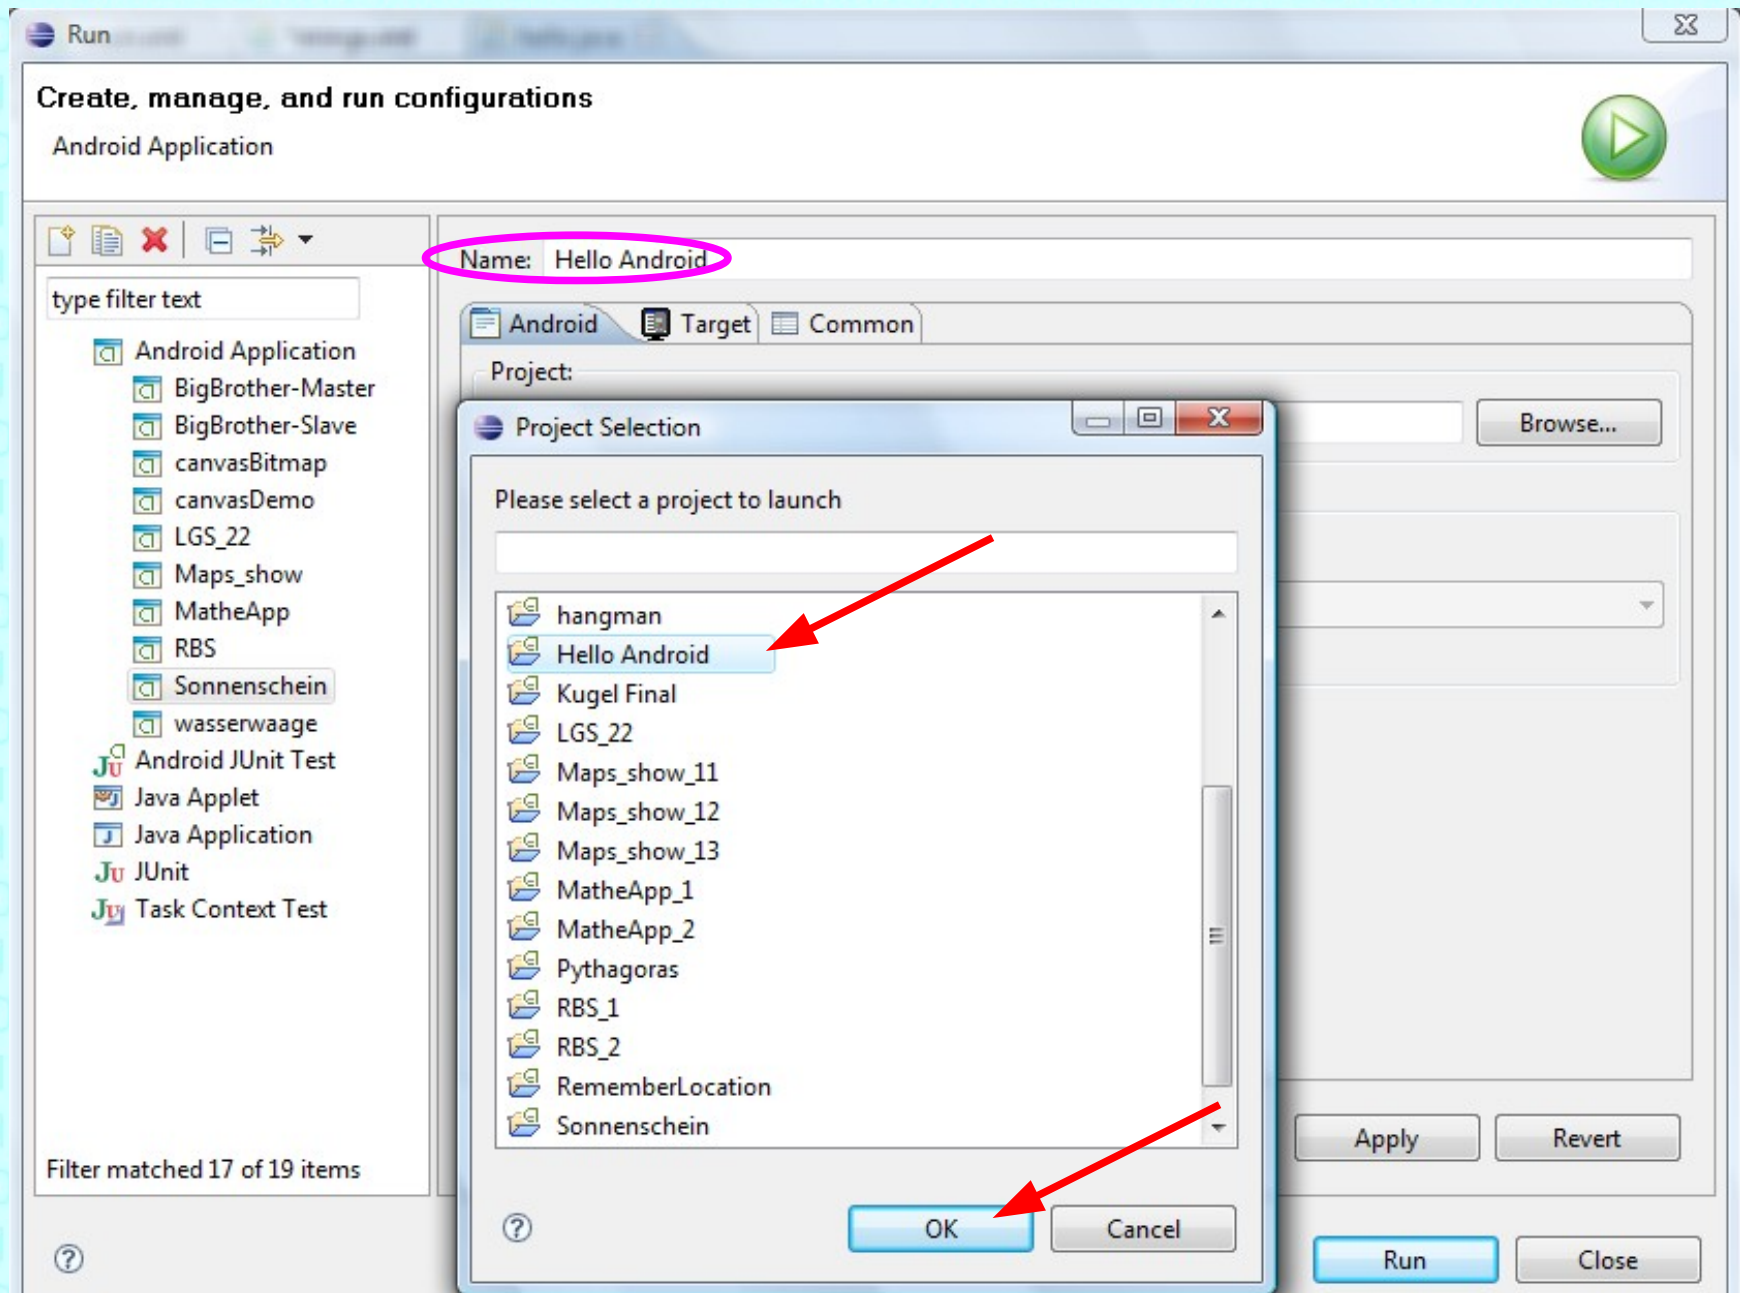 Run
Create, manage, and run configurations
Android Application
type filter text
Android Application
BigBrother-Master
BigBrother-Slave
canvasBitmap
canvasDemo
LGS_22
Maps_show
MatheApp
RBS
Sonnenschein
wasserwaage
Android JUnit Test
Java Applet
Java Application
JUnit
Task Context Test
Filter matched 17 of 19 items
Name: Hello Android
Android Target Common
Project:
Browse...
Project Selection
Please select a project to launch
hangman
Hello Android
Kugel Final
LGS_22
Maps_show_11
Maps_show_12
Maps_show_13
MatheApp_1
MatheApp_2
Pythagoras
RBS_1
RBS_2
RememberLocation
Sonnenschein
OK Cancel
Apply Revert
Run Close